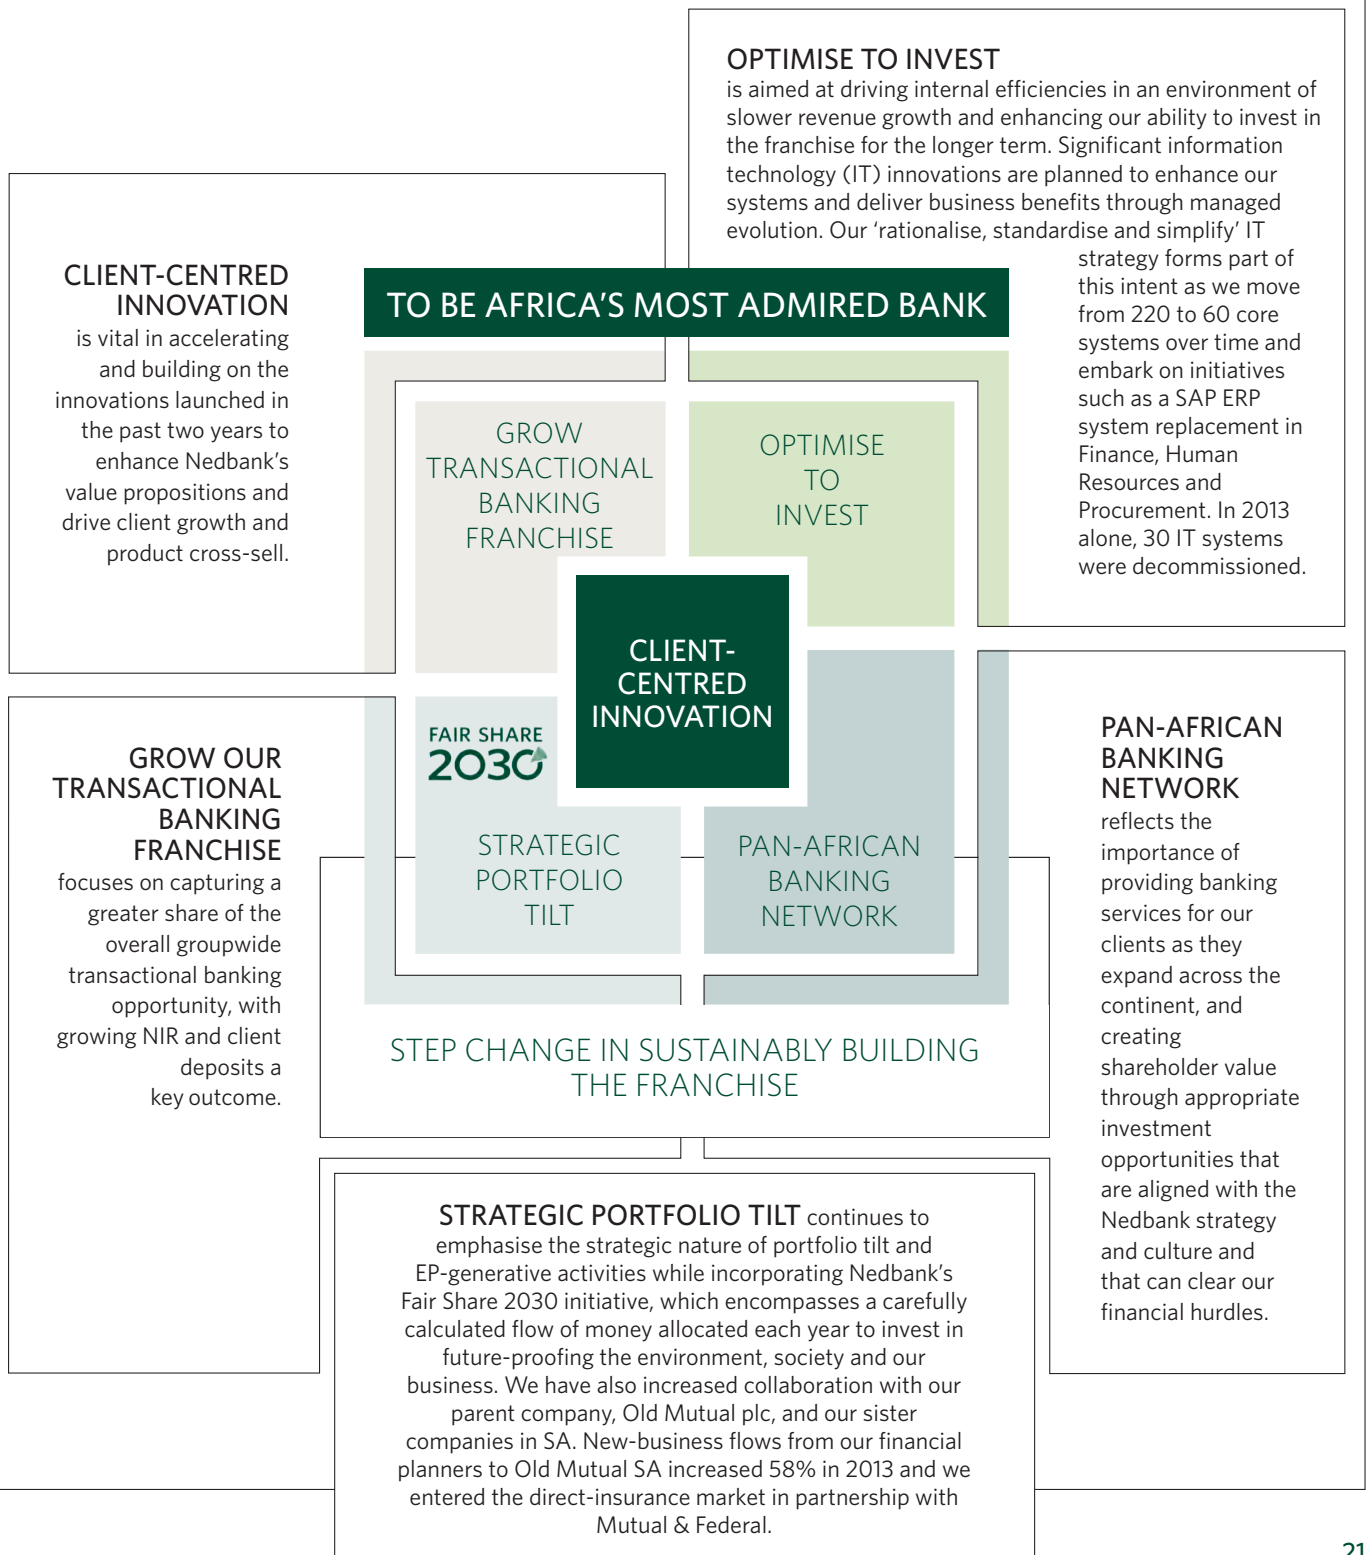 OPTIMISE TO INVEST
is aimed at driving internal efficiencies in an environment of
slower revenue growth and enhancing our ability to invest in
the franchise for the longer term. Significant information
technology (IT) innovations are planned to enhance our
systems and deliver business benefits through managed
evolution. Our ‘rationalise, standardise and simplify’ IT
strategy forms part of
this intent as we move
from 220 to 60 core
systems over time and
embark on initiatives
such as a SAP ERP
system replacement in
Finance, Human
Resources and
Procurement. In 2013
alone, 30 IT systems
were decommissioned.
CLIENT-CENTRED
INNOVATION
is vital in accelerating
and building on the
innovations launched in
the past two years to
enhance Nedbank’s
value propositions and
drive client growth and
product cross-sell.
TO BE AFRICA’S MOST ADMIRED BANK
GROW
TRANSACTIONAL
BANKING
FRANCHISE
OPTIMISE
TO
INVEST
CLIENT-
CENTRED
INNOVATION
FAIR SHARE
2030
STRATEGIC
PORTFOLIO
TILT
PAN-AFRICAN
BANKING
NETWORK
STEP CHANGE IN SUSTAINABLY BUILDING
THE FRANCHISE
GROW OUR
TRANSACTIONAL
BANKING
FRANCHISE
focuses on capturing a
greater share of the
overall groupwide
transactional banking
opportunity, with
growing NIR and client
deposits a
key outcome.
PAN-AFRICAN
BANKING
NETWORK
reflects the
importance of
providing banking
services for our
clients as they
expand across the
continent, and
creating
shareholder value
through appropriate
investment
opportunities that
are aligned with the
Nedbank strategy
and culture and
that can clear our
financial hurdles.
STRATEGIC PORTFOLIO TILT continues to
emphasise the strategic nature of portfolio tilt and
EP-generative activities while incorporating Nedbank’s
Fair Share 2030 initiative, which encompasses a carefully
calculated flow of money allocated each year to invest in
future-proofing the environment, society and our
business. We have also increased collaboration with our
parent company, Old Mutual plc, and our sister
companies in SA. New-business flows from our financial
planners to Old Mutual SA increased 58% in 2013 and we
entered the direct-insurance market in partnership with
Mutual & Federal.
21